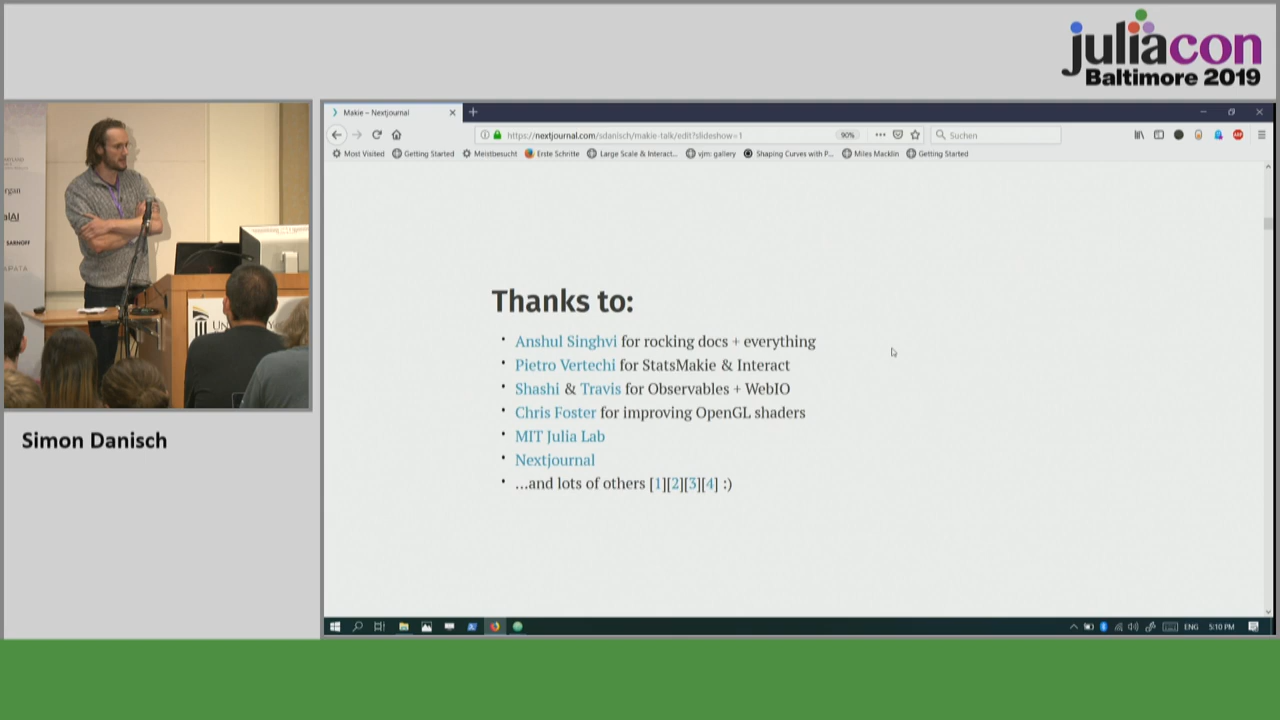 juliacon
Baltimore 2019
Makie – Nextjournal
https://nextjournal.com/sdanisch/makie-talk/edit?slideshow=1
90%
Suchen
Most Visited
Getting Started
Meistbesucht
Erste Schritte
Large Scale & Interact...
vjm: gallery
Shaping Curves with P...
Miles Macklin
Getting Started
rgan
SARNOFF
Thanks to:
Anshul Singhvi for rocking docs + everything
Pietro Vertechi for StatsMakie & Interact
Shashi & Travis for Observables + WebIO
Chris Foster for improving OpenGL shaders
MIT Julia Lab
Nextjournal
...and lots of others [1][2][3][4] :)
Simon Danisch
ENG
5:10 PM